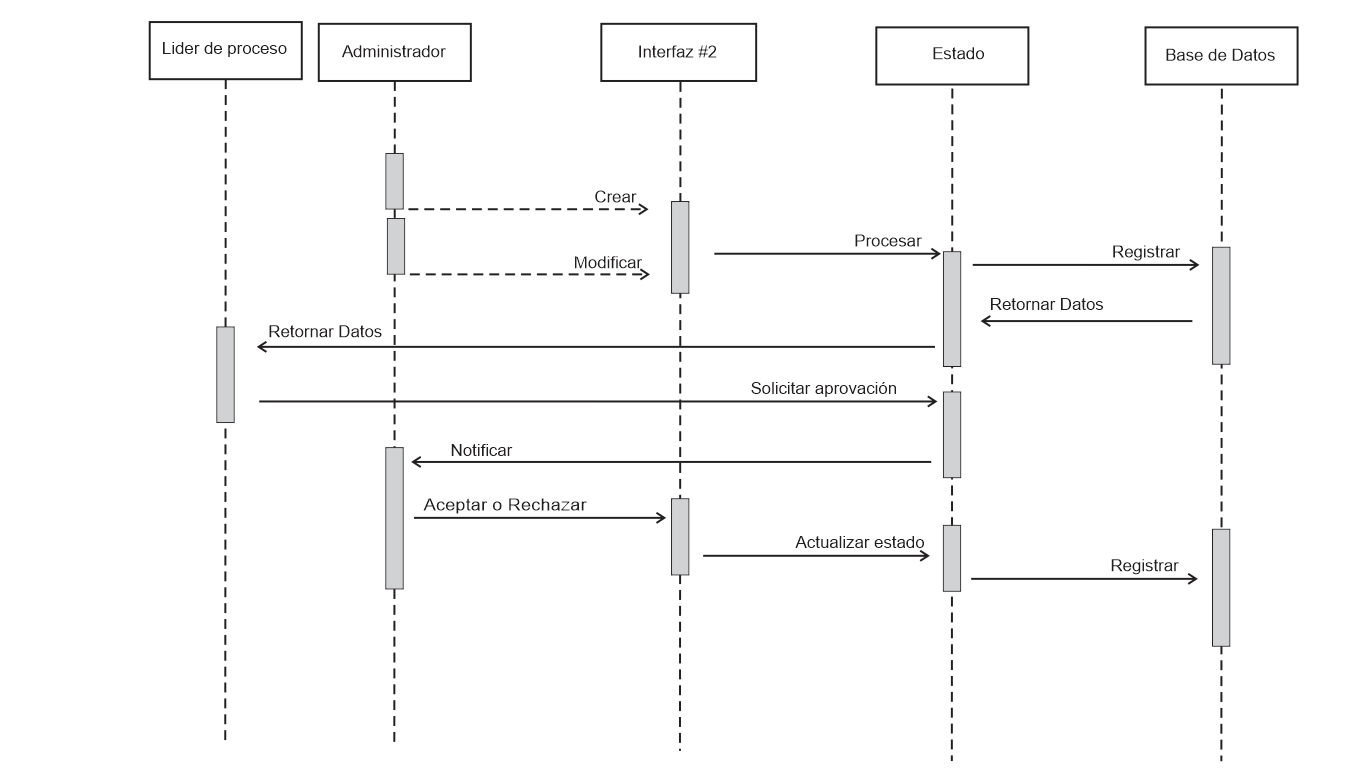 Lider de proceso
Administrador
Interfaz #2
Estado
Base de Datos
Crear
Procesar
Registrar
Modificar
Retornar Datos
Retornar Datos
Solicitar aprovación
Notificar
Aceptar o Rechazar
Actualizar estado
Registrar